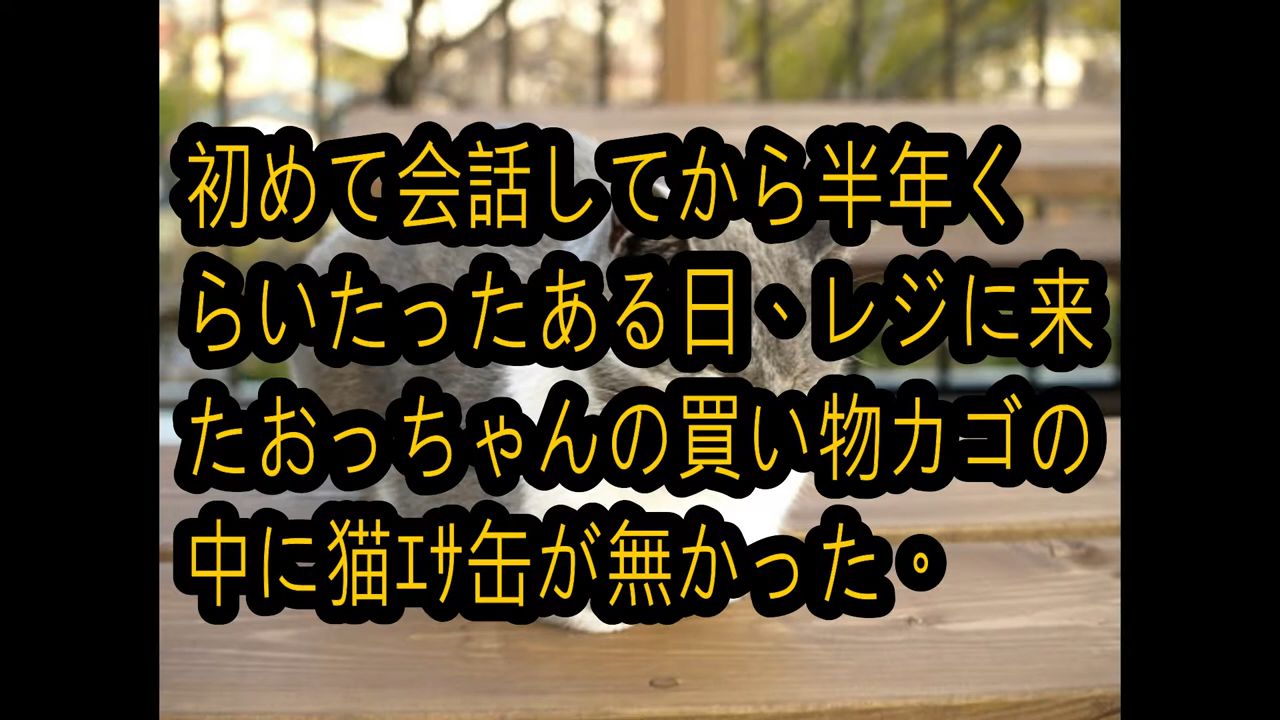 初めて会話してから半年く
らいたったある日、レジに来
たおっちゃんの買い物カゴの
中に猫ｴｻ缶が無かった。